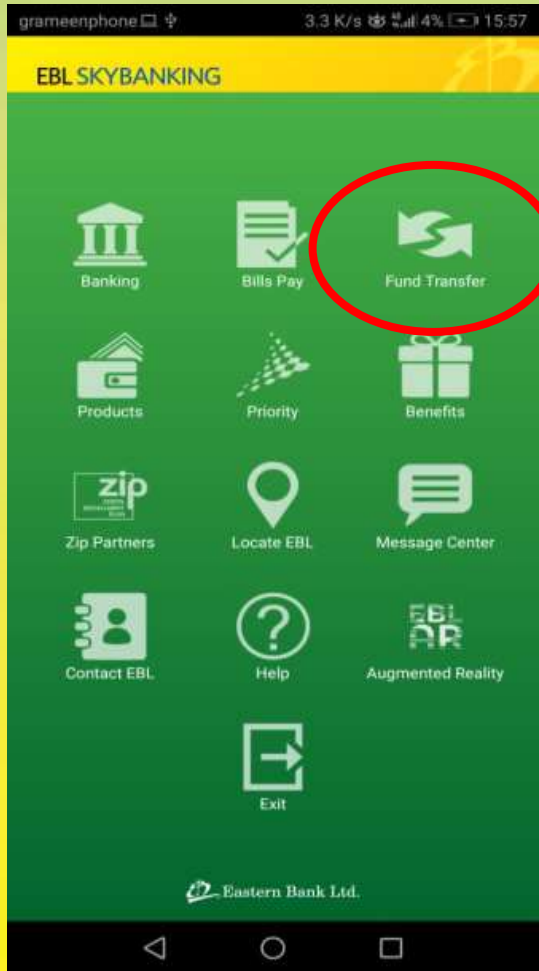 grameenphone 3.3 K/s 4% 15:57
EBL SKYBANKING
Banking Bills Pay Fund Transfer
Products Priority Benefits
zip
Zip Partners Locate EBL Message Center
EBL
AR
Contact EBL Help Augmented Reality
Exit
Eastern Bank Ltd.